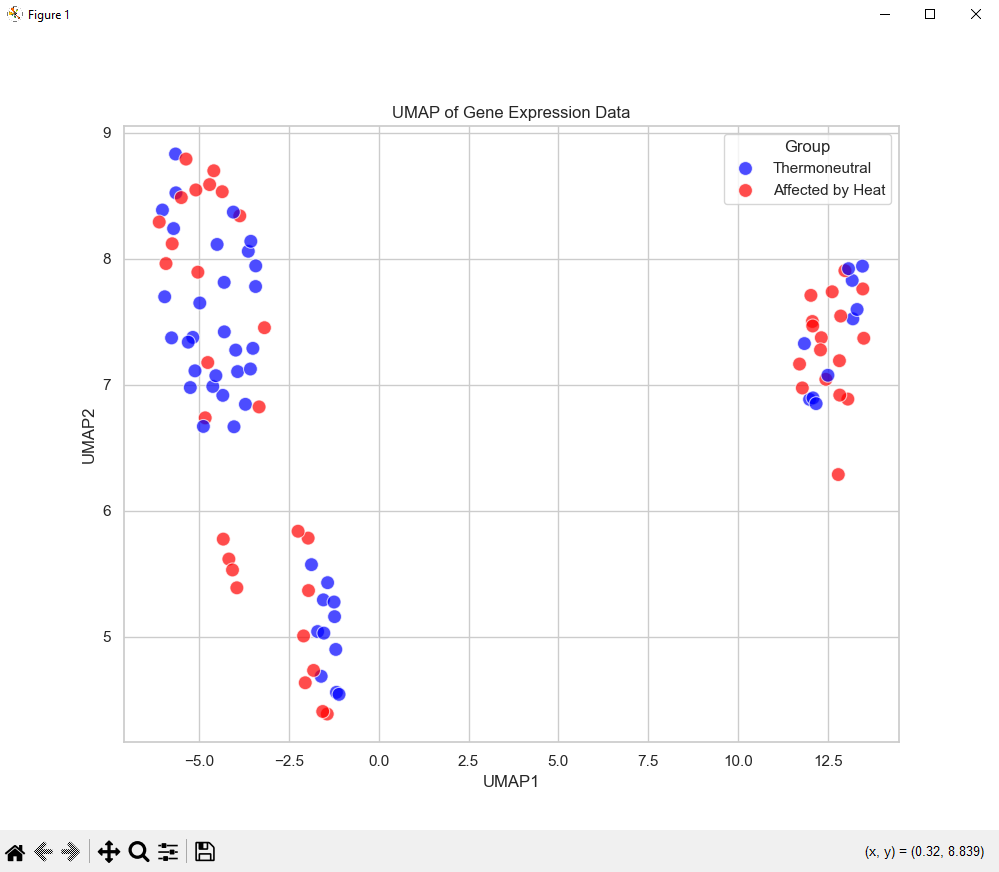 Figure 1
UMAP of Gene Expression Data
Group
Thermoneutral
Affected by Heat
9
8
7
6
5
UMAP2
−5.0 −2.5 0.0 2.5 5.0 7.5 10.0 12.5
UMAP1
(x, y) = (0.32, 8.839)